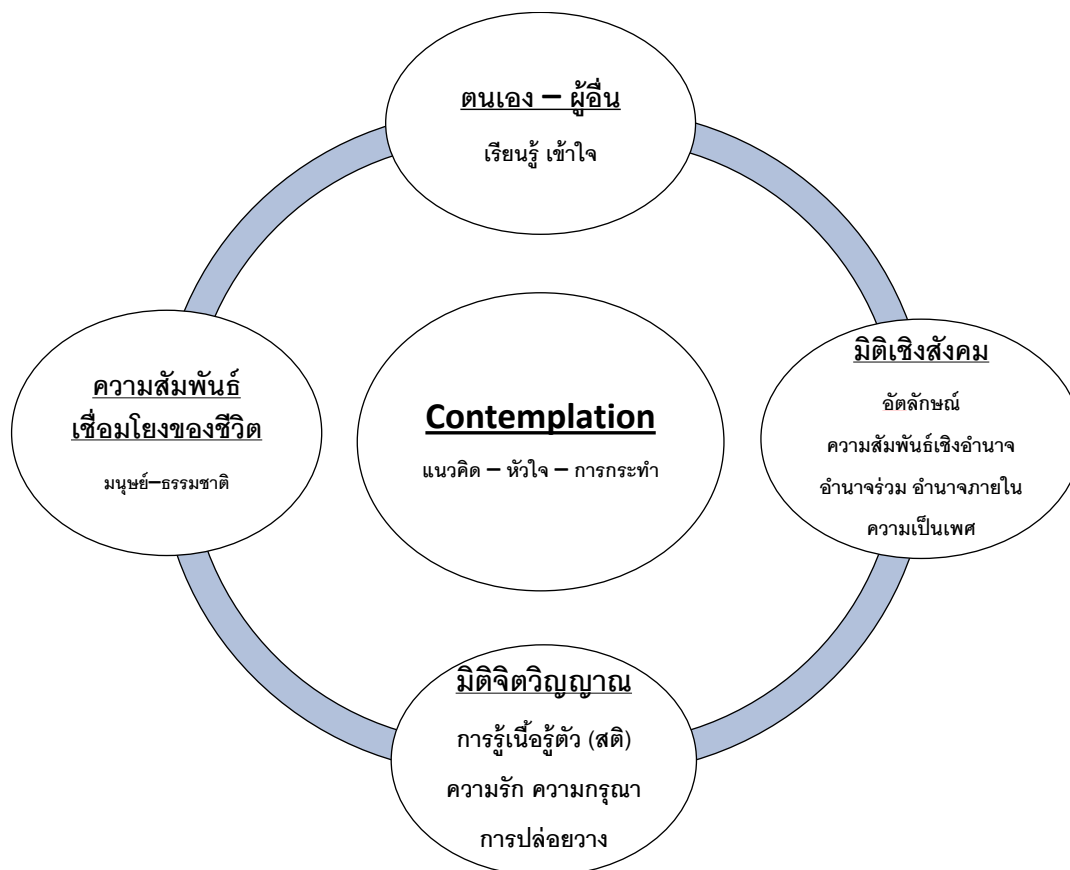 ตนเอง – ผู้อื่น
เรียนรู้ เข้าใจ
ความสัมพันธ์
เชื่อมโยงของชีวิต
มนุษย์–ธรรมชาติ
Contemplation
แนวคิด – หัวใจ – การกระทำ
มิติเชิงสังคม
อัตลักษณ์
ความสัมพันธ์เชิงอำนาจ
อำนาจร่วม อำนาจภายใน
ความเป็นเพศ
มิติจิตวิญญาณ
การรู้เนื้อรู้ตัว (สติ)
ความรัก ความกรุณา
การปล่อยวาง